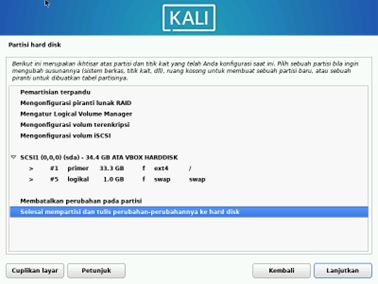 KALI
Partisi hard disk
Berikut ini merupakan ikhtisar atas partisi dan titik kait yang telah Anda konfigurasi saat ini. Pilih sebuah partisi bila ingin
mengubah susunannya (sistem berkas, titik kait, dll), ruang kosong untuk membuat sebuah partisi baru, atau sebuah
piranti untuk dibuatkan tabel partisinya.
Pemartisian terpandu
Mengonfigurasi piranti lunak RAID
Mengatur Logical Volume Manager
Mengonfigurasi volum terenkripsi
Mengonfigurasi volum iSCSI
SCSI1 (0,0,0) (sda) - 34.4 GB ATA VBOX HARDDISK
> #1 primer 33.3 GB f ext4 /
> #5 logikal 1.0 GB f swap swap
Membatalkan perubahan pada partisi
Selesai mempartisi dan tulis perubahan-perubahannya ke hard disk
Cuplikan layar Petunjuk Kembali Lanjutkan